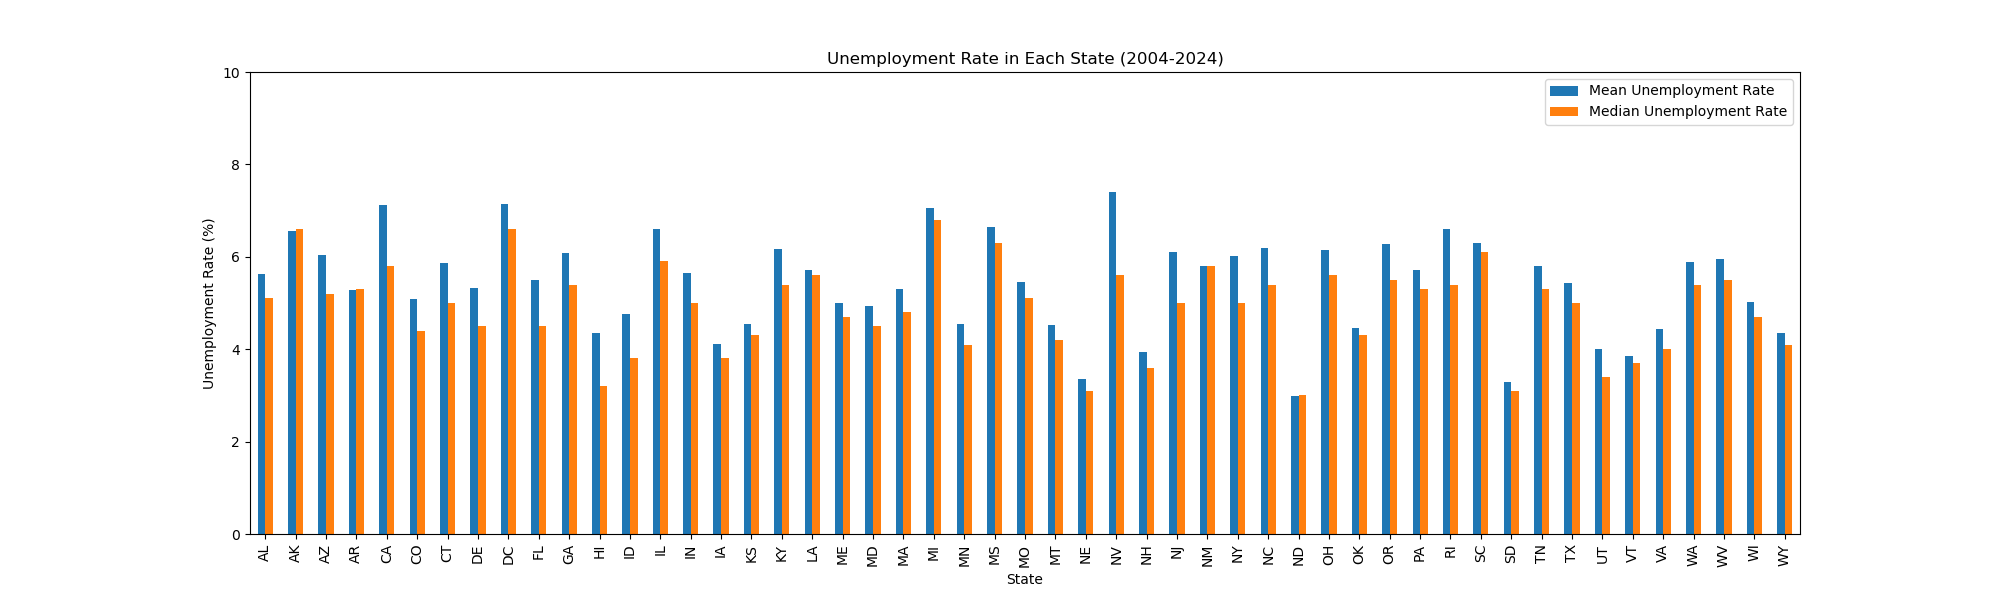 Unemployment Rate in Each State (2004-2024)
Mean Unemployment Rate
Median Unemployment Rate
Unemployment Rate (%)
10
8
6
4
2
0
AL AK AZ AR CA CO CT DE DC FL GA HI ID IL IN IA KS KY LA ME MD MA MI MN MS MO MT NE NV NH NJ NM NY NC ND OH OK OR PA RI SC SD TN TX UT VT VA WA WV WI WY
State